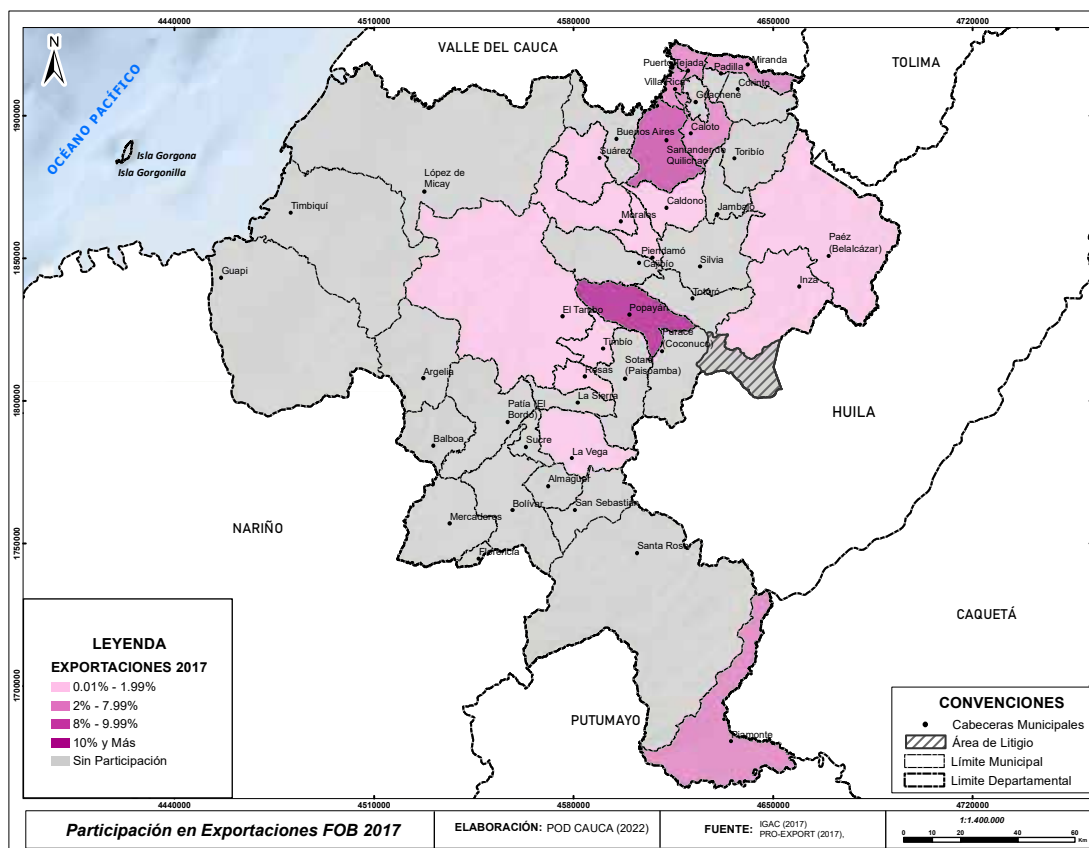 4440000 4510000 4580000 4650000 4720000
N
VALLE DEL CAUCA
TOLIMA
OCÉANO PACÍFICO
Isla Gorgona
Isla Gorgonilla
Puerto Tejada
Padilla
Miranda
Villa Rica
Corinto
Guachené
Buenos Aires
Caloto
Suárez
Santander de
Quilichao
Toribío
López de
Micay
Timbiquí
Caldono
Morales
Jambaló
Paéz
(Belalcázar)
Piendamó
Cajibío
Silvia
Guapi
Inza
Totoró
El Tambo
Popayán
Timbío
Puracé
(Coconuco)
Sotara
(Paispamba)
Argelia
Rosas
La Sierra
Patía (El
Bordo)
Balboa
Sucre
La Vega
Almaguer
HUILA
Bolívar
San Sebastián
Mercaderes
NARIÑO
Florencia
Santa Rosa
CAQUETÁ
PUTUMAYO
Piamonte
1900000
1850000
1800000
1750000
1700000
1900000
1850000
1800000
1750000
1700000
LEYENDA
EXPORTACIONES 2017
0.01% - 1.99%
2% - 7.99%
8% - 9.99%
10% y Más
Sin Participación
CONVENCIONES
Cabeceras Municipales
Área de Litigio
Límite Municipal
Limite Departamental
4440000 4510000 4580000 4650000 4720000
Participación en Exportaciones FOB 2017
ELABORACIÓN: POD CAUCA (2022)
FUENTE: IGAC (2017)
PRO-EXPORT (2017),
1:1.400.000
0 10 20 40 60
Km